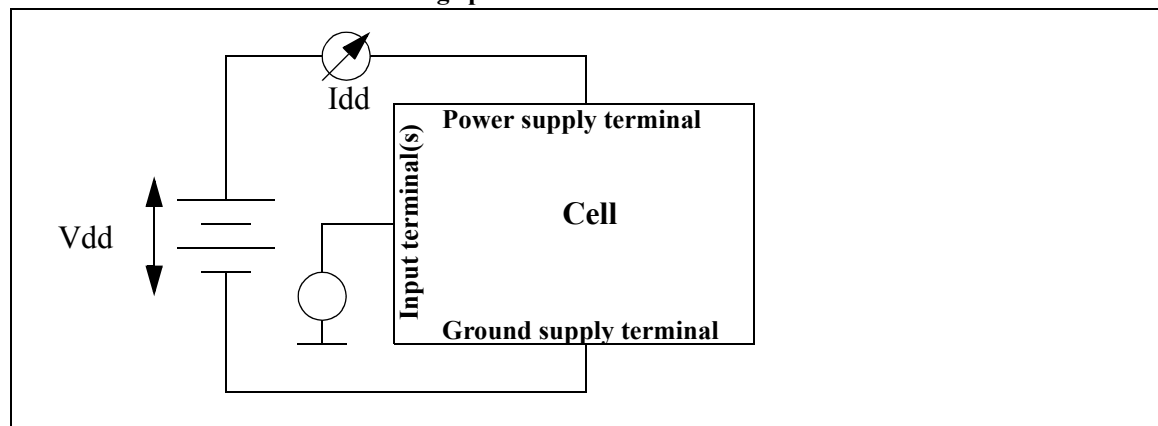 Idd
Power supply terminal
Input terminal(s)
Cell
Vdd
Ground supply terminal